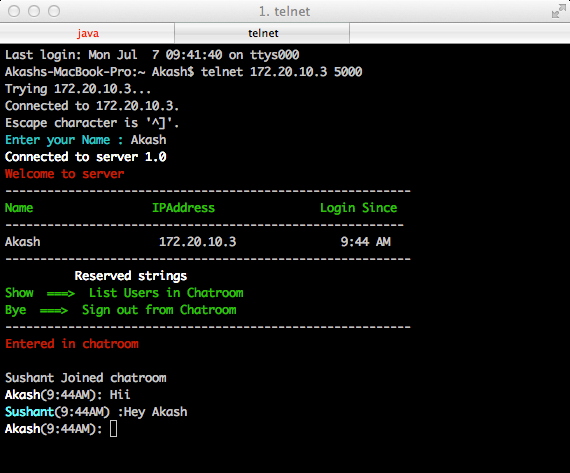 1. telnet
java telnet
Last login: Mon Jul  7 09:41:40 on ttys000
Akashs-MacBook-Pro:~ Akash$ telnet 172.20.10.3 5000
Trying 172.20.10.3...
Connected to 172.20.10.3.
Escape character is '^]'.
Enter your Name : Akash
Connected to server 1.0
Welcome to server
----------------------------------------------------------
Name                 IPAddress               Login Since
---------------------------------------------------------
Akash                 172.20.10.3               9:44 AM
----------------------------------------------------------
          Reserved strings
Show  ===>  List Users in Chatroom
Bye  ===>  Sign out from Chatroom
----------------------------------------------------------
Entered in chatroom
Sushant Joined chatroom
Akash(9:44AM): Hii
Sushant(9:44AM) :Hey Akash
Akash(9:44AM):